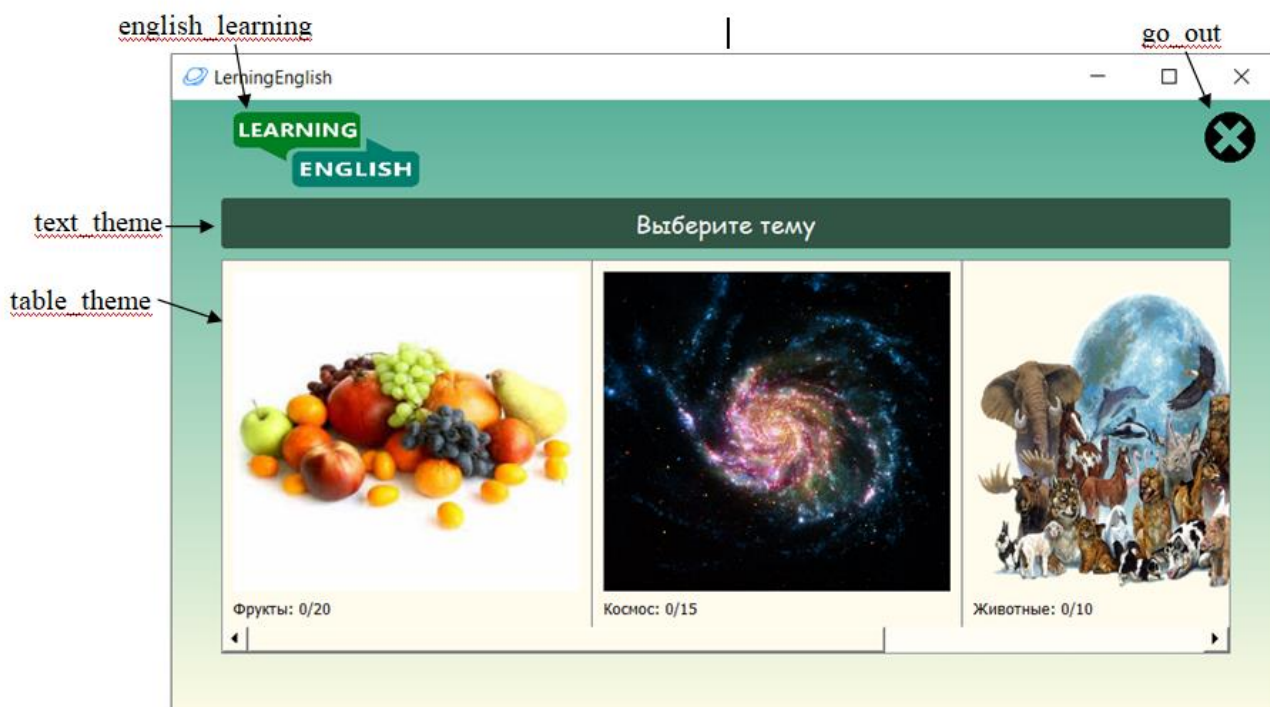 english_learning
go_out
LerningEnglish
LEARNING
ENGLISH
text_theme
Выберите тему
table_theme
Фрукты: 0/20
Космос: 0/15
Животные: 0/10